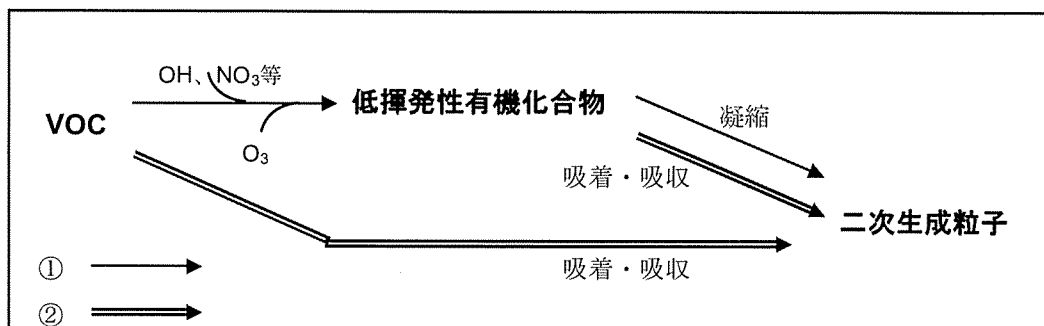 OH、NO₃等
VOC
O₃
低揮発性有機化合物
凝縮
吸着・吸収
二次生成粒子
吸着・吸収
①
②